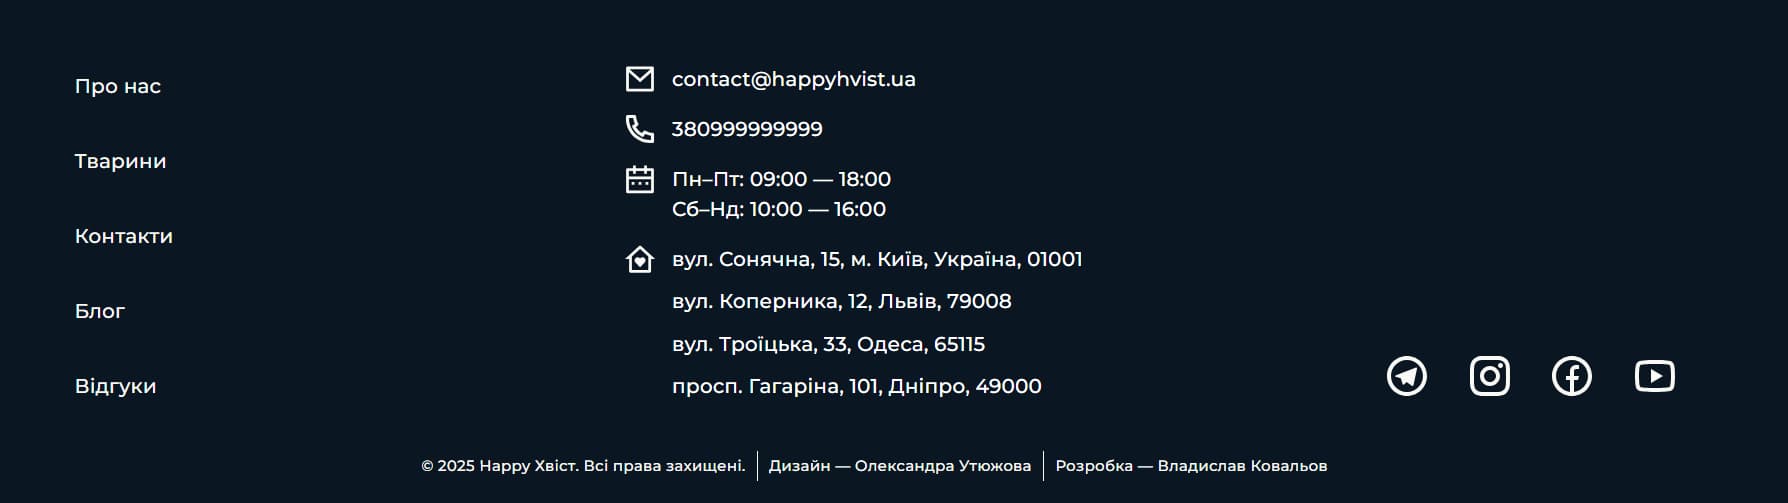 Про нас
Тварини
Контакти
Блог
Відгуки
contact@happyhvist.ua
380999999999
Пн–Пт: 09:00 — 18:00
Сб–Нд: 10:00 — 16:00
вул. Сонячна, 15, м. Київ, Україна, 01001
вул. Коперника, 12, Львів, 79008
вул. Троїцька, 33, Одеса, 65115
просп. Гагаріна, 101, Дніпро, 49000
© 2025 Happy Хвіст. Всі права захищені.
Дизайн — Олександра Утюжова
Розробка — Владислав Ковальов